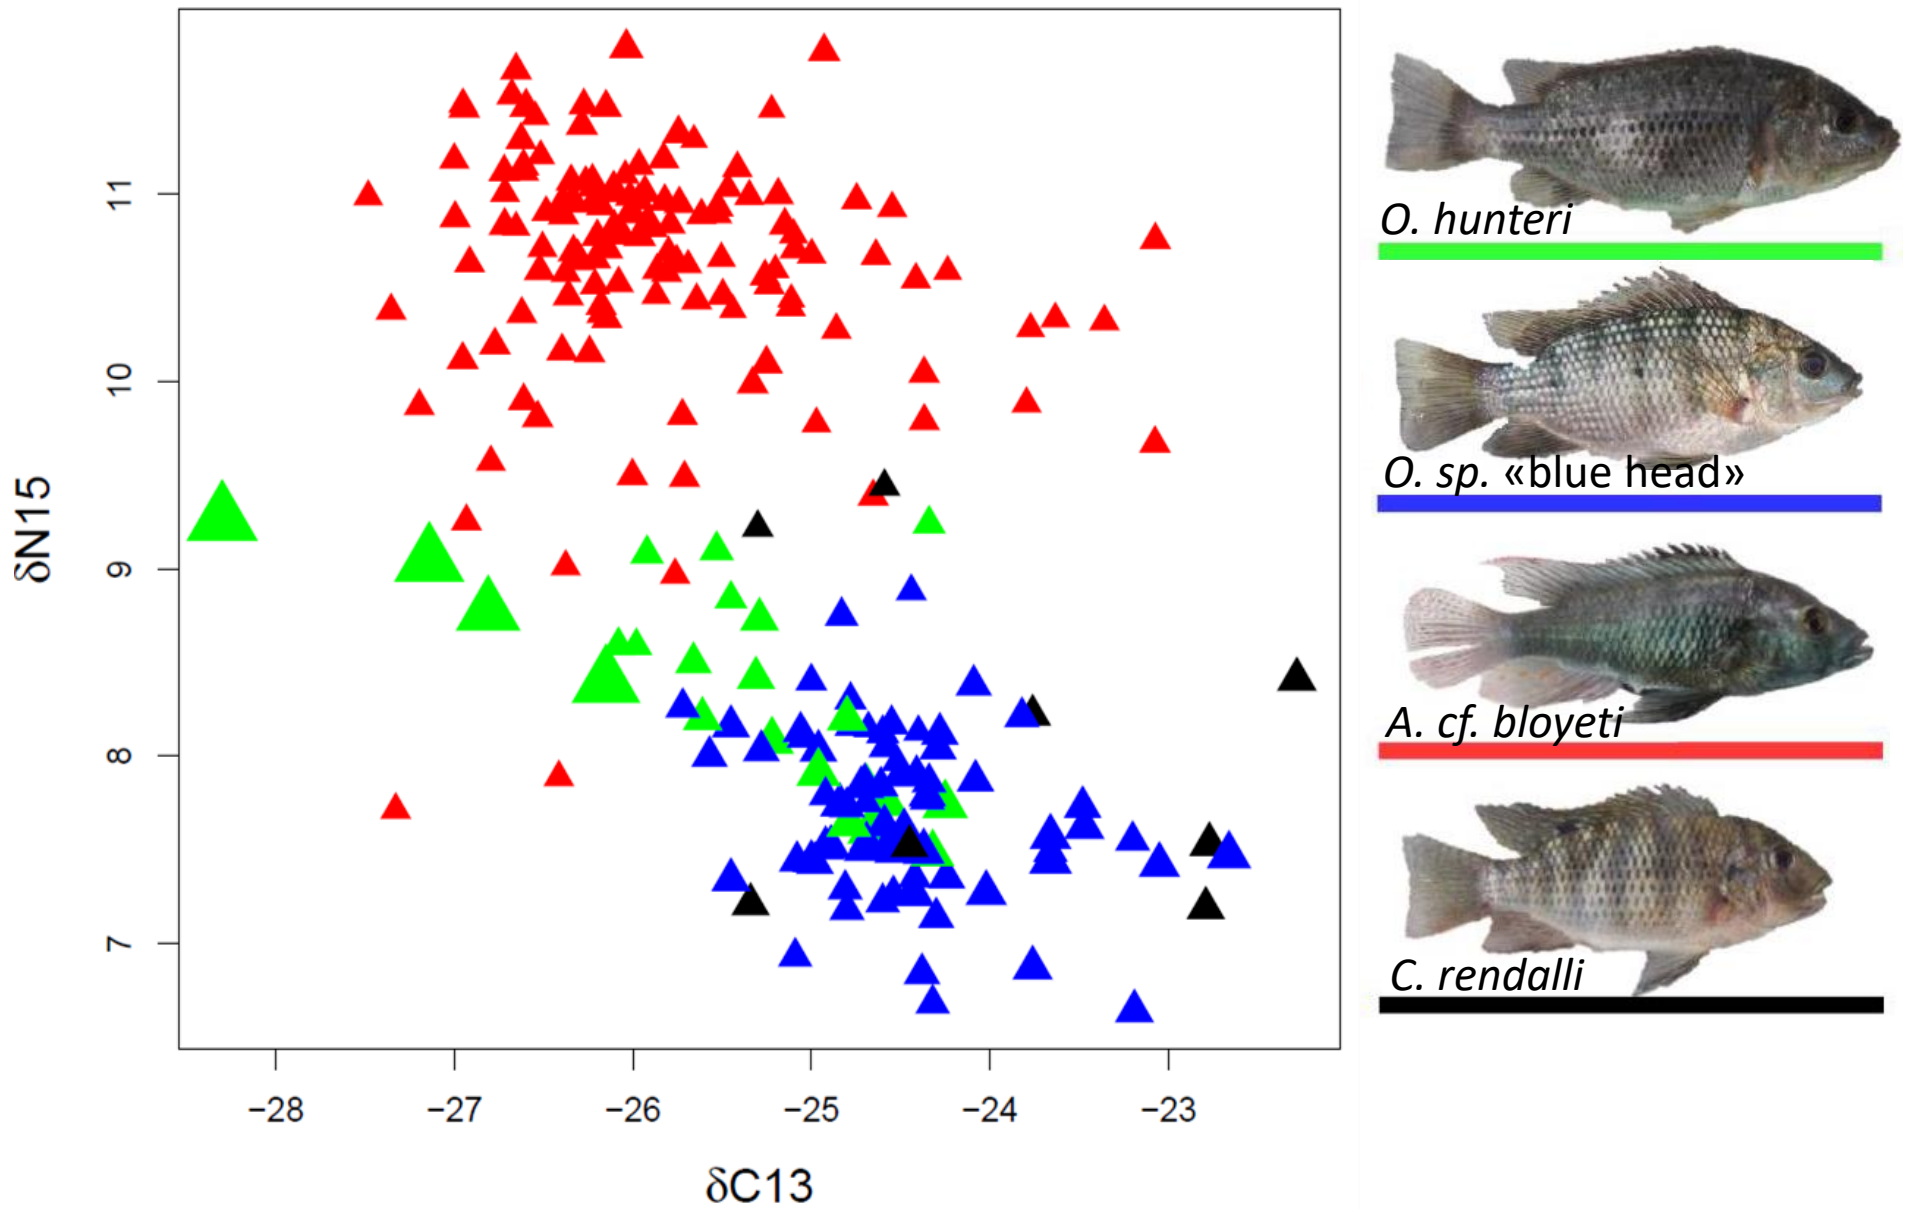 11
10
9
8
7
δN15
−28 −27 −26 −25 −24 −23
δC13
O. hunteri
O. sp. «blue head»
A. cf. bloyeti
C. rendalli